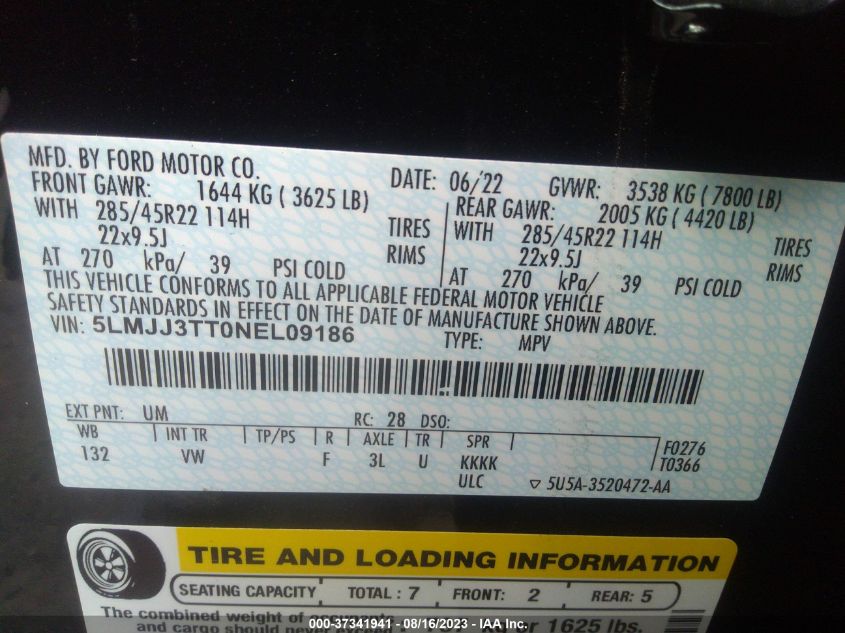 MFD. BY FORD MOTOR CO.
DATE: 06/'22 GVWR: 3538 KG ( 7800 LB)
FRONT GAWR: 1644 KG ( 3625 LB)
WITH 285/45R22 114H TIRES
22x9.5J RIMS
AT 270 kPa/ 39 PSI COLD
REAR GAWR: 2005 KG ( 4420 LB)
WITH 285/45R22 114H TIRES
22x9.5J RIMS
AT 270 kPa/ 39 PSI COLD
THIS VEHICLE CONFORMS TO ALL APPLICABLE FEDERAL MOTOR VEHICLE
SAFETY STANDARDS IN EFFECT ON THE DATE OF MANUFACTURE SHOWN ABOVE.
VIN: 5LMJJ3TT0NEL09186 TYPE: MPV
EXT PNT: UM RC: 28 DSO:
WB INT TR TP/PS R AXLE TR SPR F0276
132 VW F 3L U KKKK T0366
ULC ▽ 5U5A-3520472-AA
TIRE AND LOADING INFORMATION
SEATING CAPACITY TOTAL : 7 FRONT: 2 REAR: 5
The combined weight of
and cargo should never kg or 1625 lbs.
000-37341941 - 08/16/2023 - IAA Inc.